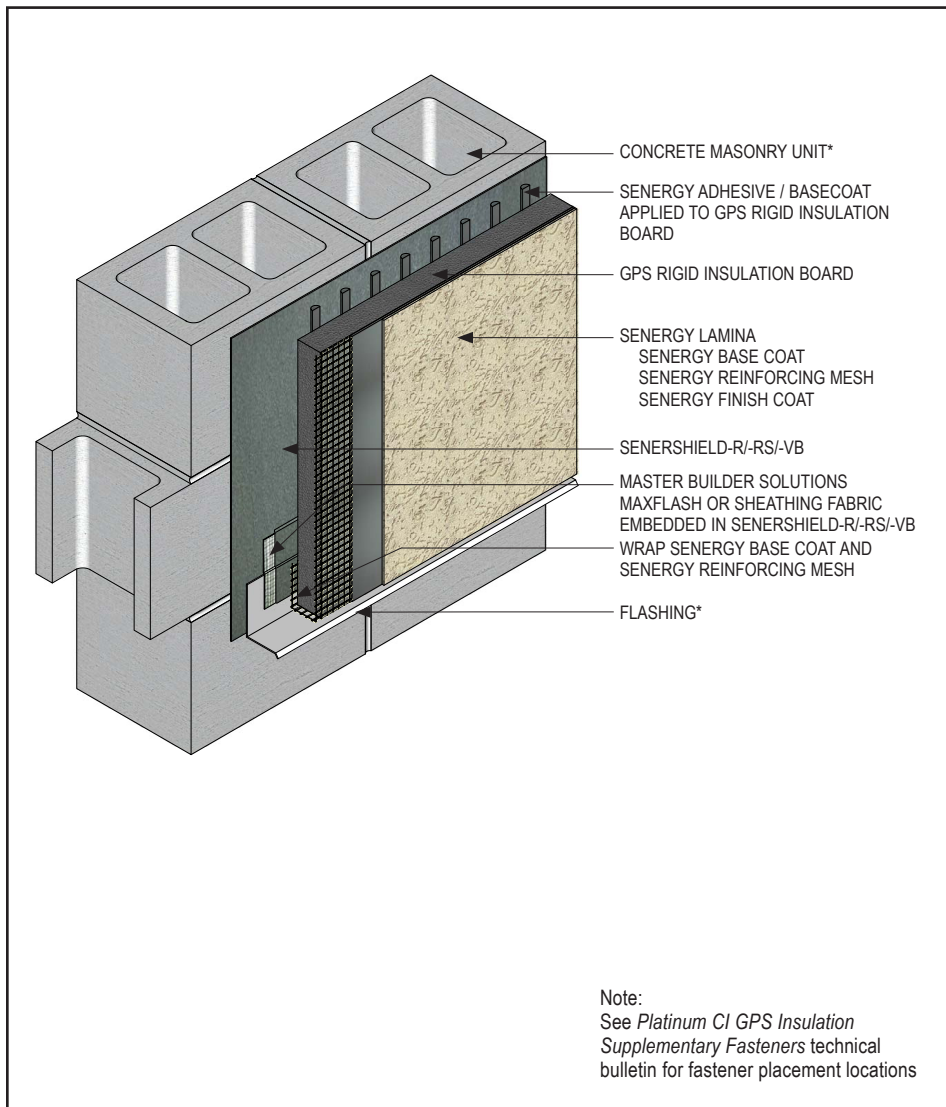 CONCRETE MASONRY UNIT*
SENERGY ADHESIVE / BASECOAT
APPLIED TO GPS RIGID INSULATION
BOARD
GPS RIGID INSULATION BOARD
SENERGY LAMINA
SENERGY BASE COAT
SENERGY REINFORCING MESH
SENERGY FINISH COAT
SENERSHIELD-R/-RS/-VB
MASTER BUILDER SOLUTIONS
MAXFLASH OR SHEATHING FABRIC
EMBEDDED IN SENERSHIELD-R/-RS/-VB
WRAP SENERGY BASE COAT AND
SENERGY REINFORCING MESH
FLASHING*
Note:
See Platinum CI GPS Insulation
Supplementary Fasteners technical
bulletin for fastener placement locations